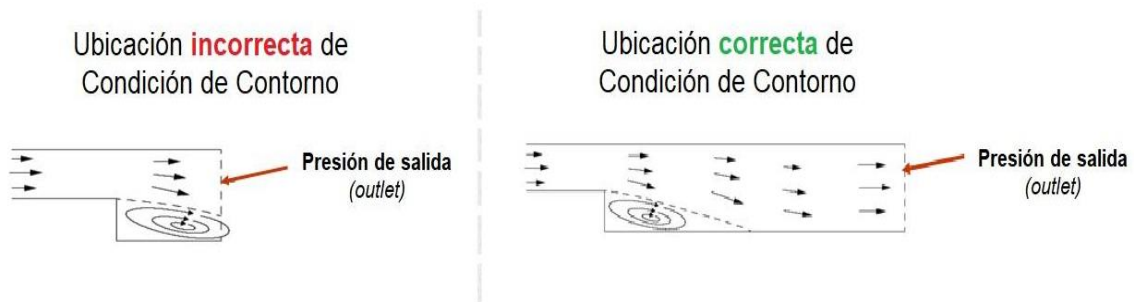 Ubicación incorrecta de
Condición de Contorno
Presión de salida
(outlet)
Ubicación correcta de
Condición de Contorno
Presión de salida
(outlet)